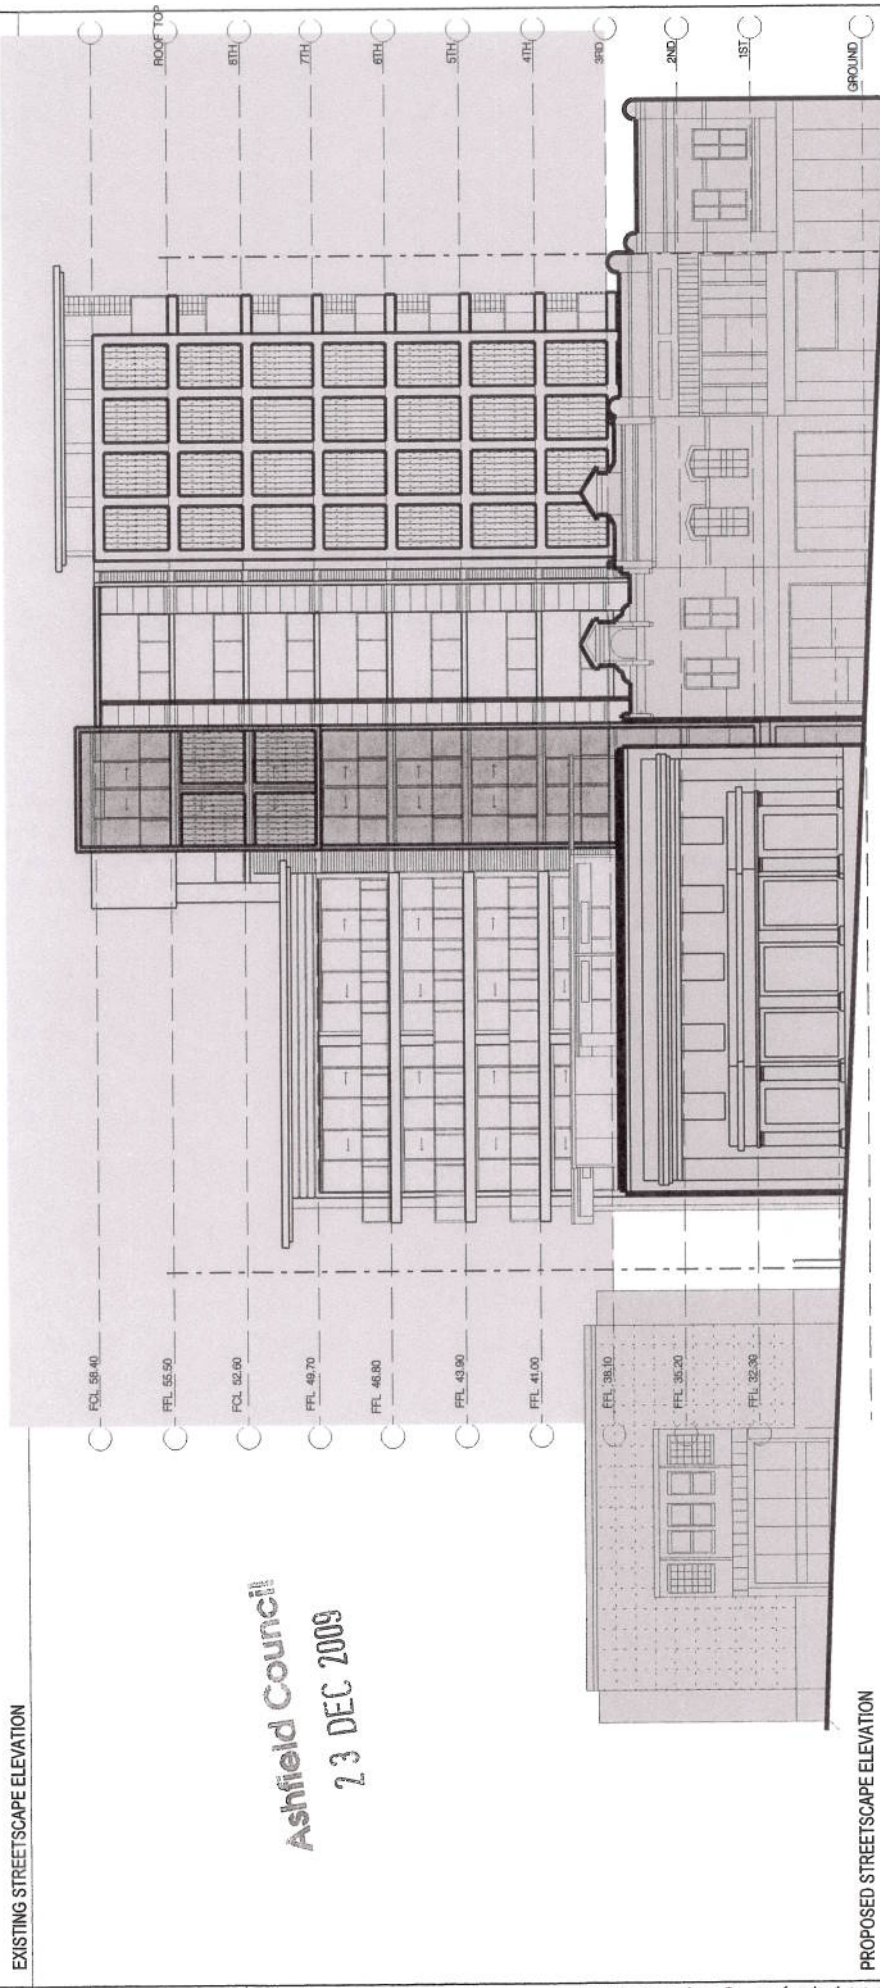 EXISTING STREETSCAPE ELEVATION
Ashfield Council
23 DEC 2009
FCL 58.40
FFL 55.50
FCL 52.60
FFL 49.70
FFL 46.80
FFL 43.90
FFL 41.00
FFL 38.10
FFL 35.20
FFL 32.30
ROOF TOP
8TH
7TH
6TH
5TH
4TH
3RD
2ND
1ST
GROUND
PROPOSED STREETSCAPE ELEVATION